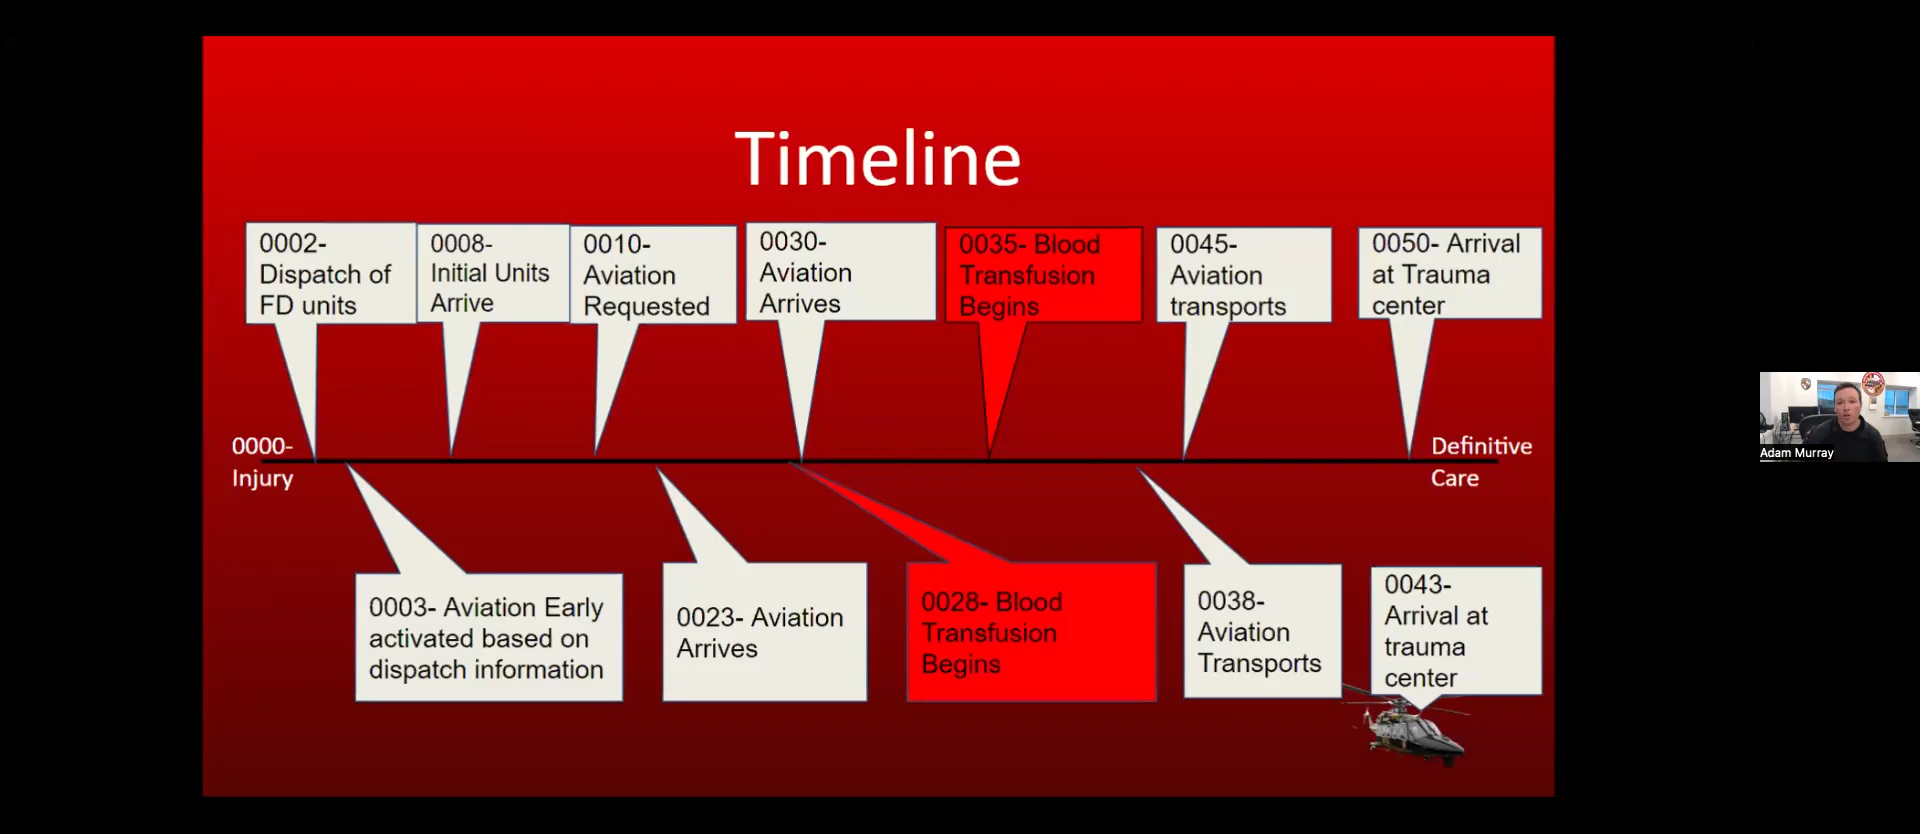 Timeline
0002-
Dispatch of
FD units
0008-
Initial Units
Arrive
0010-
Aviation
Requested
0030-
Aviation
Arrives
0035- Blood
Transfusion
Begins
0045-
Aviation
transports
0050- Arrival
at Trauma
center
0000-
Injury
Definitive
Care
0003- Aviation Early
activated based on
dispatch information
0023- Aviation
Arrives
0028- Blood
Transfusion
Begins
0038-
Aviation
Transports
0043-
Arrival at
trauma
center
Adam Murray